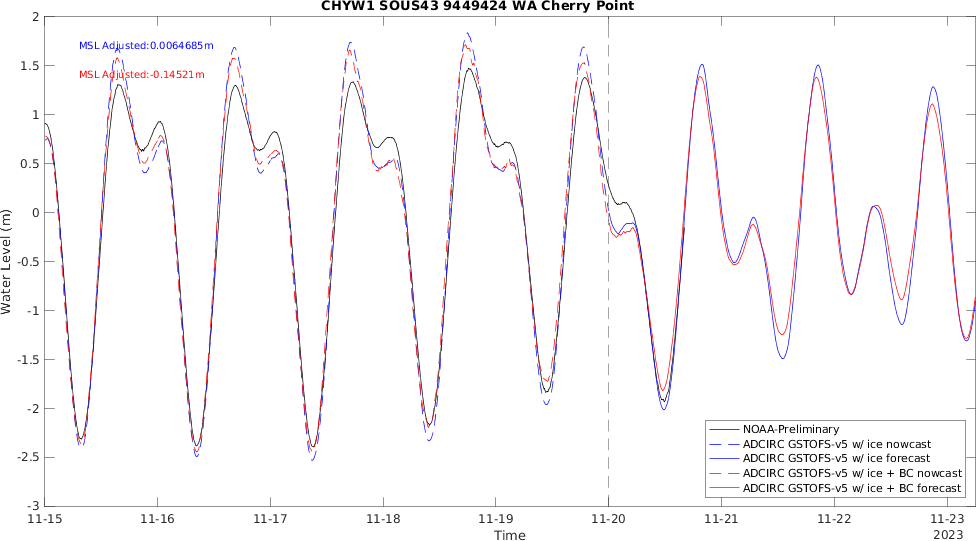 CHYW1 SOUS43 9449424 WA Cherry Point
MSL Adjusted:0.0064685m
MSL Adjusted:-0.14521m
Water Level (m)
2
1.5
1
0.5
0
-0.5
-1
-1.5
-2
-2.5
-3
NOAA-Preliminary
ADCIRC GSTOFS-v5 w/ ice nowcast
ADCIRC GSTOFS-v5 w/ ice forecast
ADCIRC GSTOFS-v5 w/ ice + BC nowcast
ADCIRC GSTOFS-v5 w/ ice + BC forecast
11-15 11-16 11-17 11-18 11-19 11-20 11-21 11-22 11-23
Time
2023